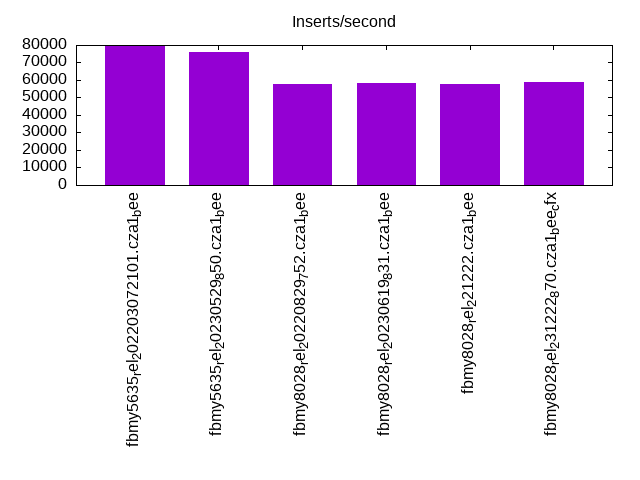 Inserts/second
80000
70000
60000
50000
40000
30000
20000
10000
0
fbmy5635rel202203072101.cza1bee
fbmy5635rel20230529850.cza1bee
fbmy8028rel20220829752.cza1bee
fbmy8028rel20230619831.cza1bee
fbmy8028rel221222.cza1bee
fbmy8028rel231222870.cza1beecfx